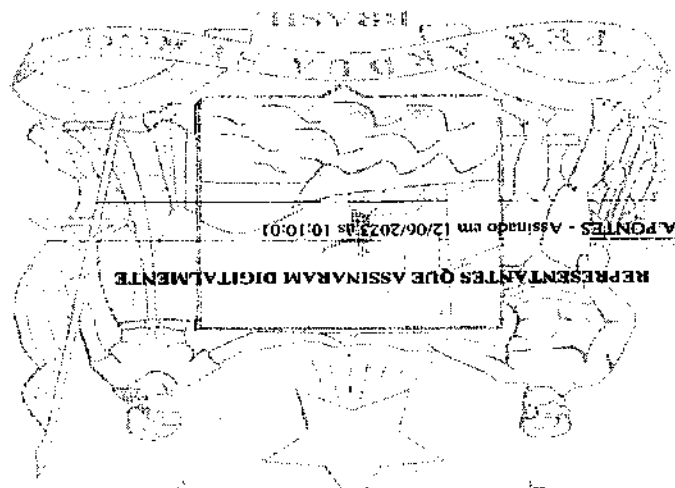 REPRESENTANTES QUE ASSINARAM DIGITALMENTE
A.PONTES - Assinado em 12/06/2023 às 10:10:01